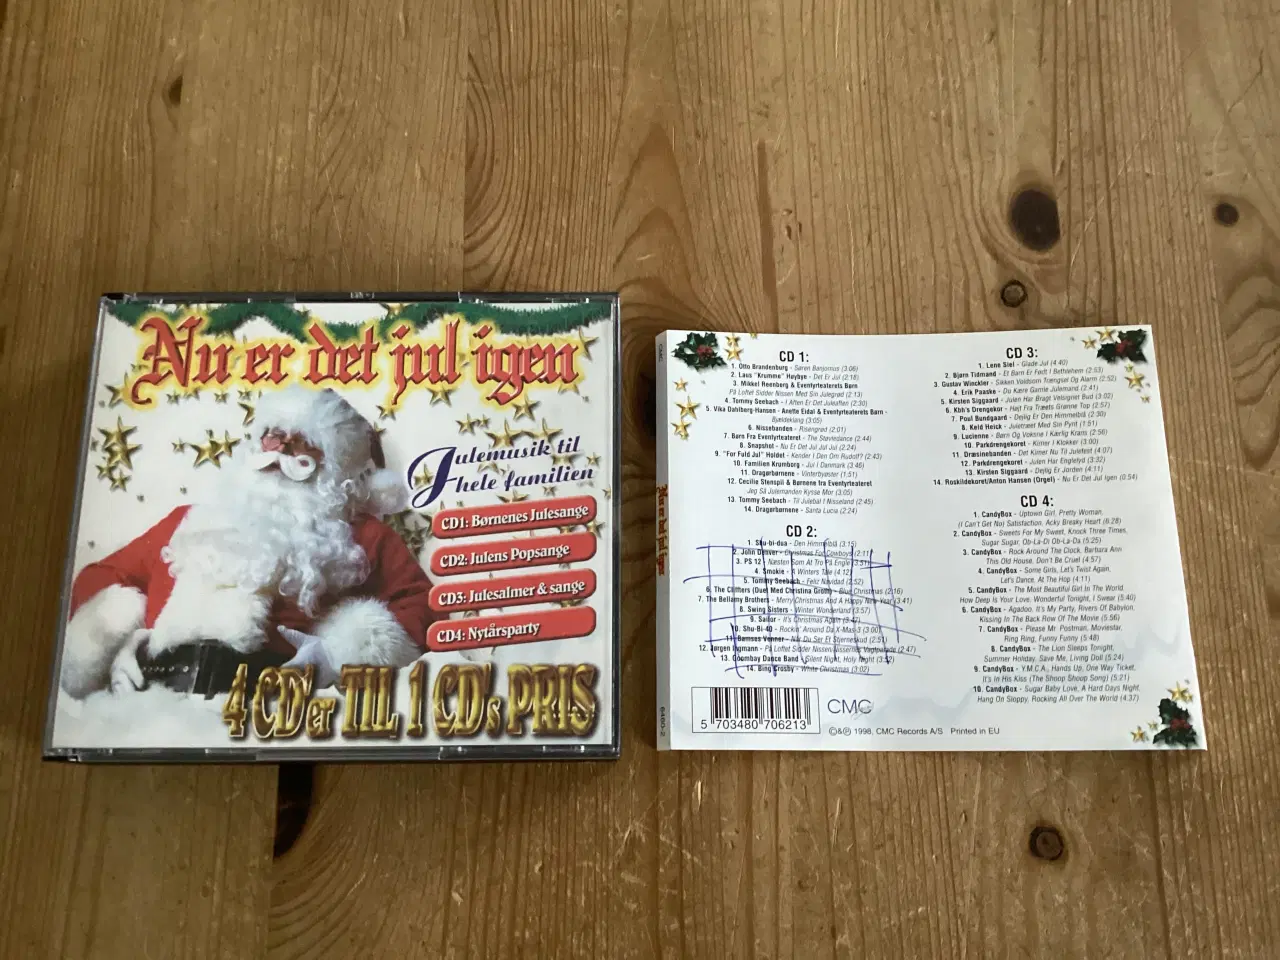 Nu er det jul igen
Julemusik til
hele familien
CD1: Børnenes Julesange
CD2: Julens Popsange
CD3: Julesalmer & sange
CD4: Nytårsparty
4 CD'er TIL 1 CD's PRIS
CMC
Nu er det jul igen
6480-2
CD 1:
1. Otto Brandenburg - Søren Banjomus (3:06)
2. Laus "Krumme" Høybye - Det Er Jul (2:18)
3. Mikkel Renberg & Eventyrteatrets Børn
På Loftet Sidder Nissen Med Sin Julegrød (2:13)
4. Tommy Seebach - I Aften Er Det Juleaften (2:30)
5. Vika Dahlberg-Hansen - Anette Eidal & Eventyrteatrets Børn -
Bjældeklang (3:05)
6. Nissebanden - Risengrød (2:01)
7. Børn Fra Eventyrteatret - The Støvledance (2:44)
8. Snapshot - Nu Er Det Jul Jul Jul (2:24)
9. "For Fuld Jul" Holdet - Kender I Den Om Rudolf? (2:43)
10. Familien Krumborg - Jul I Danmark (3:46)
11. Dragørbørnene - Vinterbyøster (1:51)
12. Cecilie Stenspil & Børnene fra Eventyrteatret
Jeg Så Julemanden Kysse Mor (3:05)
13. Tommy Seebach - Til Julebal I Nisseland (2:45)
14. Dragørbørnene - Santa Lucia (2:24)
CD 2:
1. Shu-bi-dua - Den Himmelblå (3:15)
2. John Denver - Christmas For Cowboys (2:11)
3. PS 12 - Næsten Som At Tro På Engle (3:51)
4. Smokie - A Winters Tale (4:12)
5. Tommy Seebach - Feliz Navidad (2:52)
6. The Cliffters (Duet Med Christina Groth) - Blue Christmas (2:16)
7. The Bellamy Brothers - Merry Christmas And A Happy New Year (3:41)
8. Swing Sisters - Winter Wonderland (3:57)
9. Sailor - It's Christmas Again (3:42)
10. Shu-Bi-40 - Rockin' Around Da X-Mas 3 (3:00)
11. Bamses Venner - Når Du Ser Et Stjerneskud (2:51)
12. Jørgen Ingmann - På Loftet Sidder Nissen/Nissernes Vagtparade (2:47)
13. Goombay Dance Band - Silent Night, Holy Night (3:52)
14. Bing Crosby - White Christmas (3:02)
5 703480 706213
CMC
©&℗ 1998, CMC Records A/S Printed in EU
CD 3:
1. Lene Siel - Glade Jul (4:40)
2. Bjørn Tidmand - Et Barn Er Født I Bethlehem (2:53)
3. Gustav Winckler - Sikken Voldsom Trængsel Og Alarm (2:52)
4. Erik Paaske - Du Kære Gamle Julemand (2:41)
5. Kirsten Siggaard - Julen Har Bragt Velsignet Bud (3:02)
6. Kbh's Drengekor - Højt Fra Træets Grønne Top (2:57)
7. Poul Bundgaard - Dejlig Er Den Himmelblå (2:30)
8. Keld Heick - Juletræet Med Sin Pynt (1:51)
9. Lucienne - Børn Og Voksne I Kærlig Krans (2:56)
10. Parkdrengekoret - Kimer I Klokker (3:00)
11. Dræsinebanden - Det Kimer Nu Til Julefest (4:07)
12. Parkdrengekoret - Julen Har Englelyd (3:32)
13. Kirsten Siggaard - Dejlig Er Jorden (4:11)
14. Roskildekoret/Anton Hansen (Orgel) - Nu Er Det Jul Igen (0:54)
CD 4:
1. CandyBox - Uptown Girl, Pretty Woman,
(I Can't Get No) Satisfaction, Acky Breaky Heart (6:28)
2. CandyBox - Sweets For My Sweet, Knock Three Times,
Sugar Sugar, Ob-La-Di Ob-La-Da (5:25)
3. CandyBox - Rock Around The Clock, Barbara Ann
This Old House, Don't Be Cruel (4:57)
4. CandyBox - Some Girls, Let's Twist Again,
Let's Dance, At The Hop (4:11)
5. CandyBox - The Most Beautiful Girl In The World
How Deep Is Your Love, Wonderful Tonight, I Swear (5:40)
6. CandyBox - Agadoo, It's My Party, Rivers Of Babylon,
Kissing In The Back Row Of The Movie (5:56)
7. CandyBox - Please Mr. Postman, Moviestar,
Ring Ring, Funny Funny (5:48)
8. CandyBox - The Lion Sleeps Tonight,
Summer Holiday, Save Me, Living Doll (5:24)
9. CandyBox - Y.M.C.A., Hands Up, One Way Ticket,
It's In His Kiss (The Shoop Shoop Song) (5:21)
10. CandyBox - Sugar Baby Love, A Hard Days Night,
Hang On Sloopy, Rocking All Over The World (4:37)